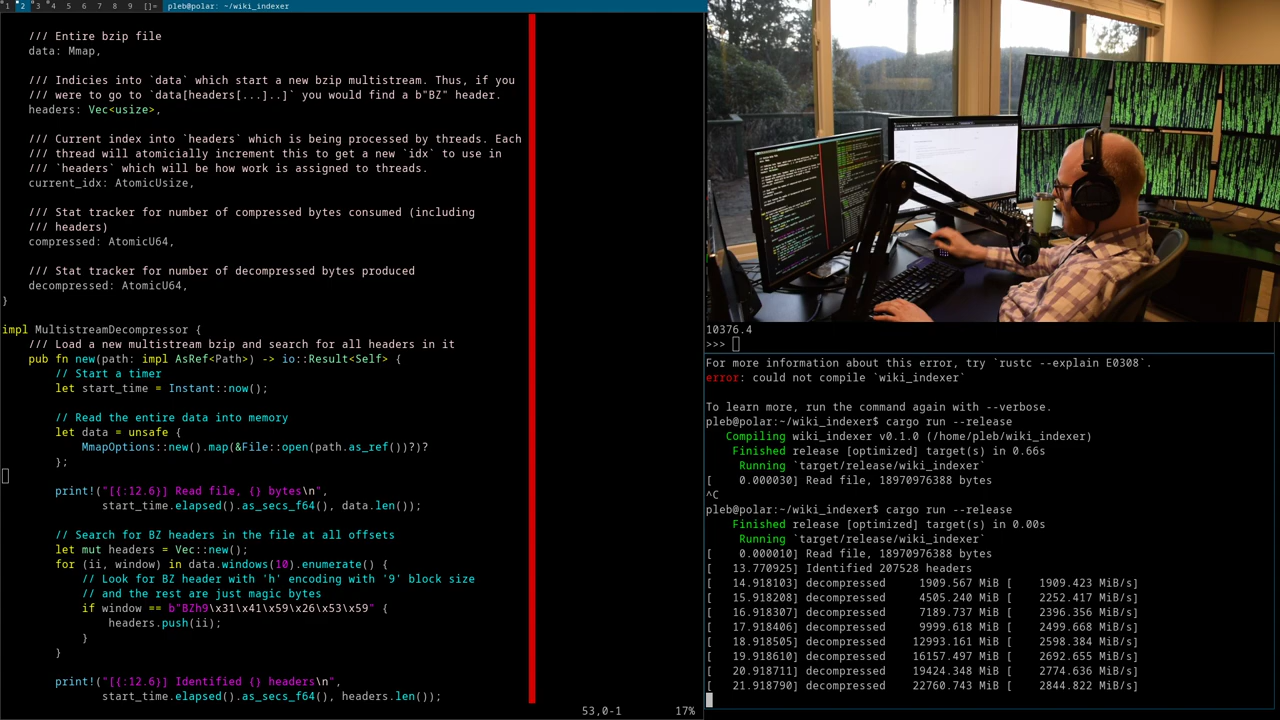 1 2 3 4 5 6 7 8 9 []= pleb@polar: ~/wiki_indexer
/// Entire bzip file
data: Mmap,
/// Indicies into `data` which start a new bzip multistream. Thus, if you
/// were to go to `data[headers[...]..]` you would find a b"BZ" header.
headers: Vec<usize>,
/// Current index into `headers` which is being processed by threads. Each
/// thread will atomicially increment this to get a new `idx` to use in
/// `headers` which will be how work is assigned to threads.
current_idx: AtomicUsize,
/// Stat tracker for number of compressed bytes consumed (including
/// headers)
compressed: AtomicU64,
/// Stat tracker for number of decompressed bytes produced
decompressed: AtomicU64,
}
impl MultistreamDecompressor {
/// Load a new multistream bzip and search for all headers in it
pub fn new(path: impl AsRef<Path>) -> io::Result<Self> {
// Start a timer
let start_time = Instant::now();
// Read the entire data into memory
let data = unsafe {
MmapOptions::new().map(&File::open(path.as_ref())?)?
};
print!("[{:12.6}] Read file, {} bytes\n",
start_time.elapsed().as_secs_f64(), data.len());
// Search for BZ headers in the file at all offsets
let mut headers = Vec::new();
for (ii, window) in data.windows(10).enumerate() {
// Look for BZ header with 'h' encoding with '9' block size
// and the rest are just magic bytes
if window == b"BZh9\x31\x41\x59\x26\x53\x59" {
headers.push(ii);
}
}
print!("[{:12.6}] Identified {} headers\n",
start_time.elapsed().as_secs_f64(), headers.len());
53,0-1 17%
10376.4
>>>
For more information about this error, try `rustc --explain E0308`.
error: could not compile `wiki_indexer`
To learn more, run the command again with --verbose.
pleb@polar:~/wiki_indexer$ cargo run --release
Compiling wiki_indexer v0.1.0 (/home/pleb/wiki_indexer)
Finished release [optimized] target(s) in 0.66s
Running `target/release/wiki_indexer`
[ 0.000030] Read file, 18970976388 bytes
^C
pleb@polar:~/wiki_indexer$ cargo run --release
Finished release [optimized] target(s) in 0.00s
Running `target/release/wiki_indexer`
[ 0.000010] Read file, 18970976388 bytes
[ 13.770925] Identified 207528 headers
[ 14.918103] decompressed 1909.567 MiB [ 1909.423 MiB/s]
[ 15.918208] decompressed 4505.240 MiB [ 2252.417 MiB/s]
[ 16.918307] decompressed 7189.737 MiB [ 2396.356 MiB/s]
[ 17.918406] decompressed 9999.618 MiB [ 2499.668 MiB/s]
[ 18.918505] decompressed 12993.161 MiB [ 2598.384 MiB/s]
[ 19.918610] decompressed 16157.497 MiB [ 2692.655 MiB/s]
[ 20.918711] decompressed 19424.348 MiB [ 2774.636 MiB/s]
[ 21.918790] decompressed 22760.743 MiB [ 2844.822 MiB/s]